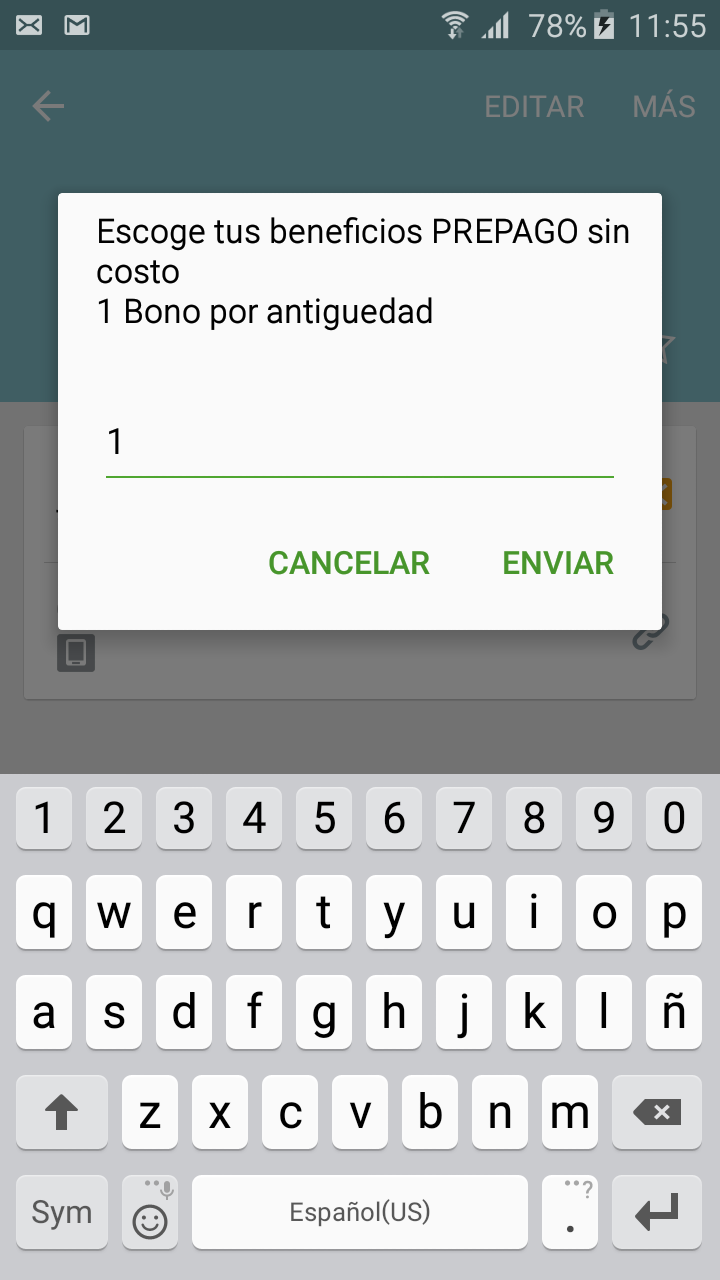 78% 11:55
EDITAR MÁS
Escoge tus beneficios PREPAGO sin
costo
1 Bono por antiguedad
1
CANCELAR ENVIAR
1 2 3 4 5 6 7 8 9 0
q w e r t y u i o p
a s d f g h j k l ñ
z x c v b n m
Sym Español(US) . ?